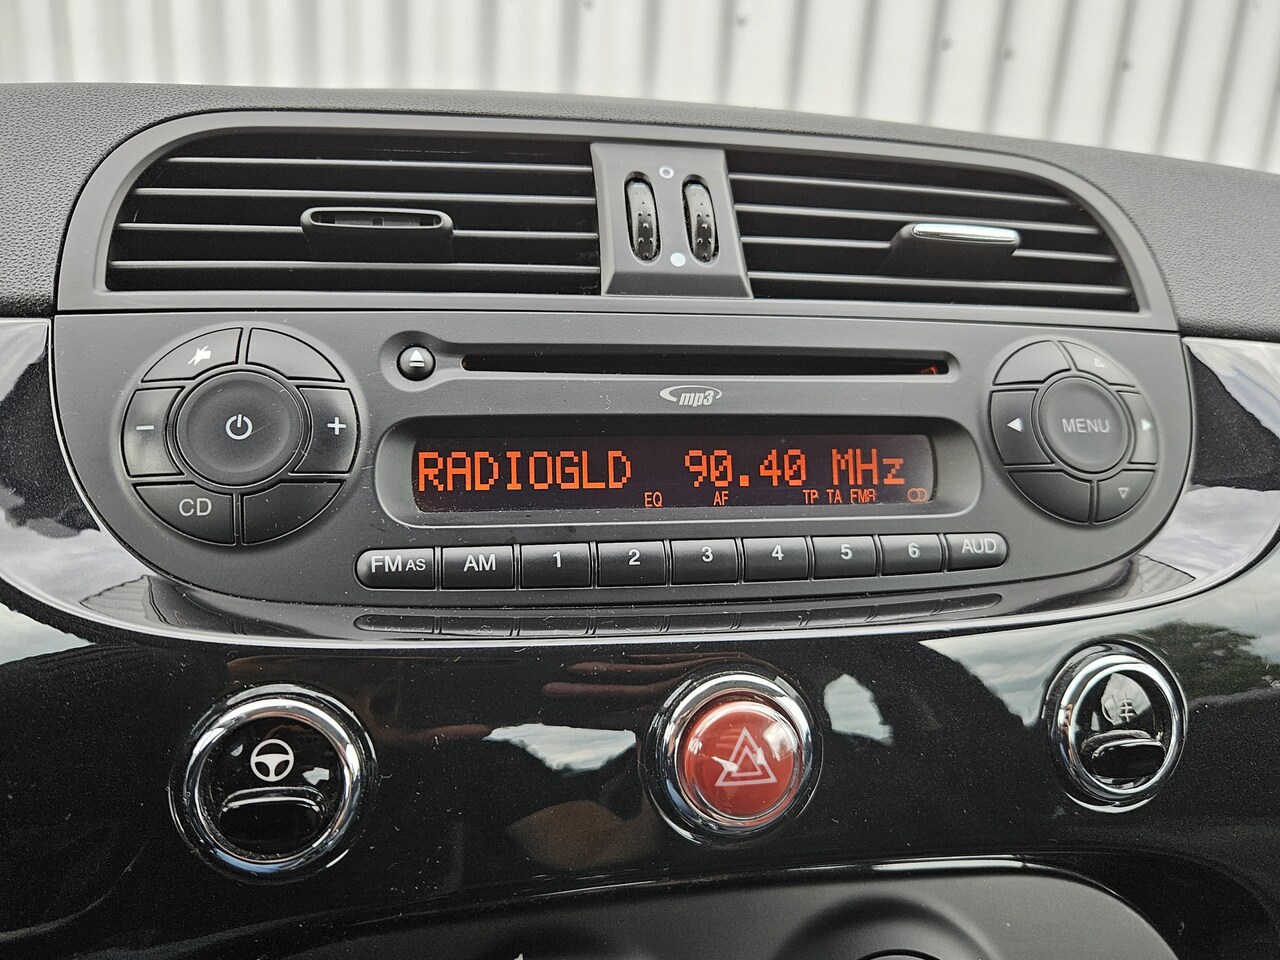 mp3
RADIOGLD 90.40 MHz
EQ AF TP TA FMA
MENU
CD
FM AS AM 1 2 3 4 5 6 AUD